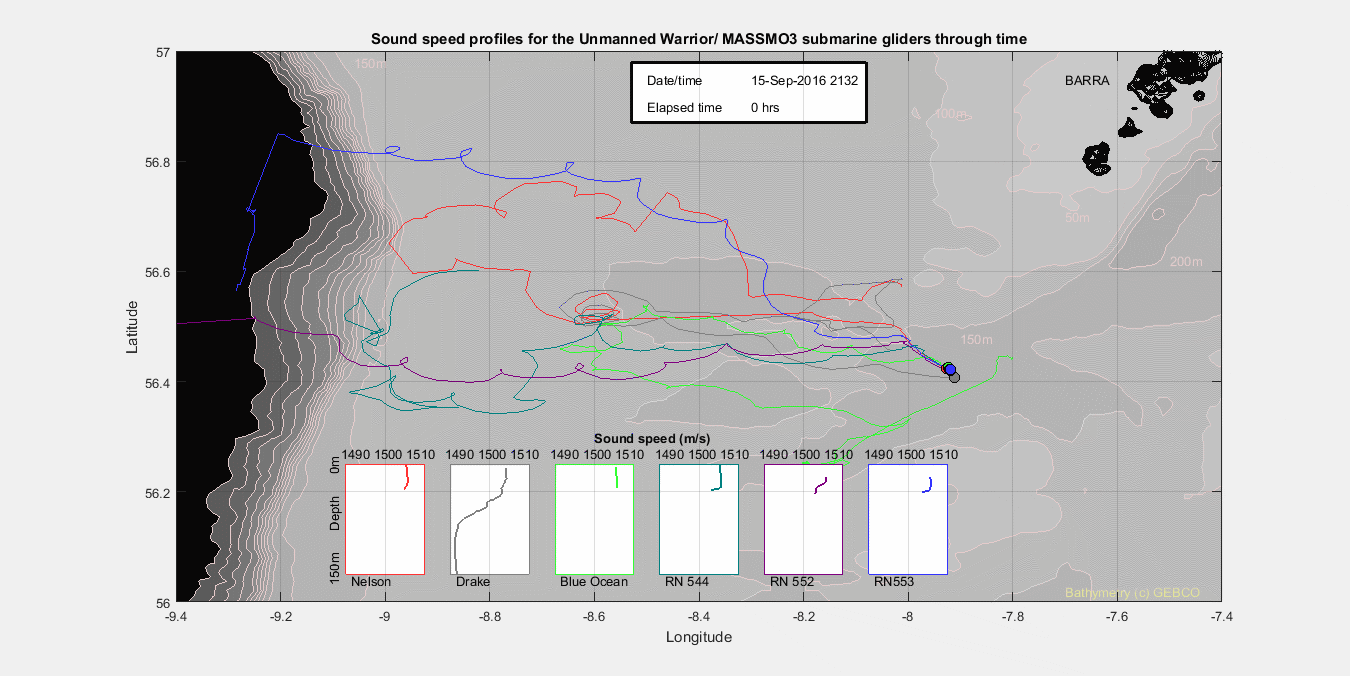 Sound speed profiles for the Unmanned Warrior/ MASSMO3 submarine gliders through time
57
150m
Date/time 15-Sep-2016 2132
Elapsed time 0 hrs
BARRA
100m
56.8
50m
56.6
200m
Latitude
150m
56.4
Sound speed (m/s)
1490 1500 1510 1490 1500 1510 1490 1500 1510 1490 1500 1510 1490 1500 1510 1490 1500 1510
0m
Depth
150m
56.2
Nelson Drake Blue Ocean RN 544 RN 552 RN553
Bathymetry (c) GEBCO
56
-9.4 -9.2 -9 -8.8 -8.6 -8.4 -8.2 -8 -7.8 -7.6 -7.4
Longitude